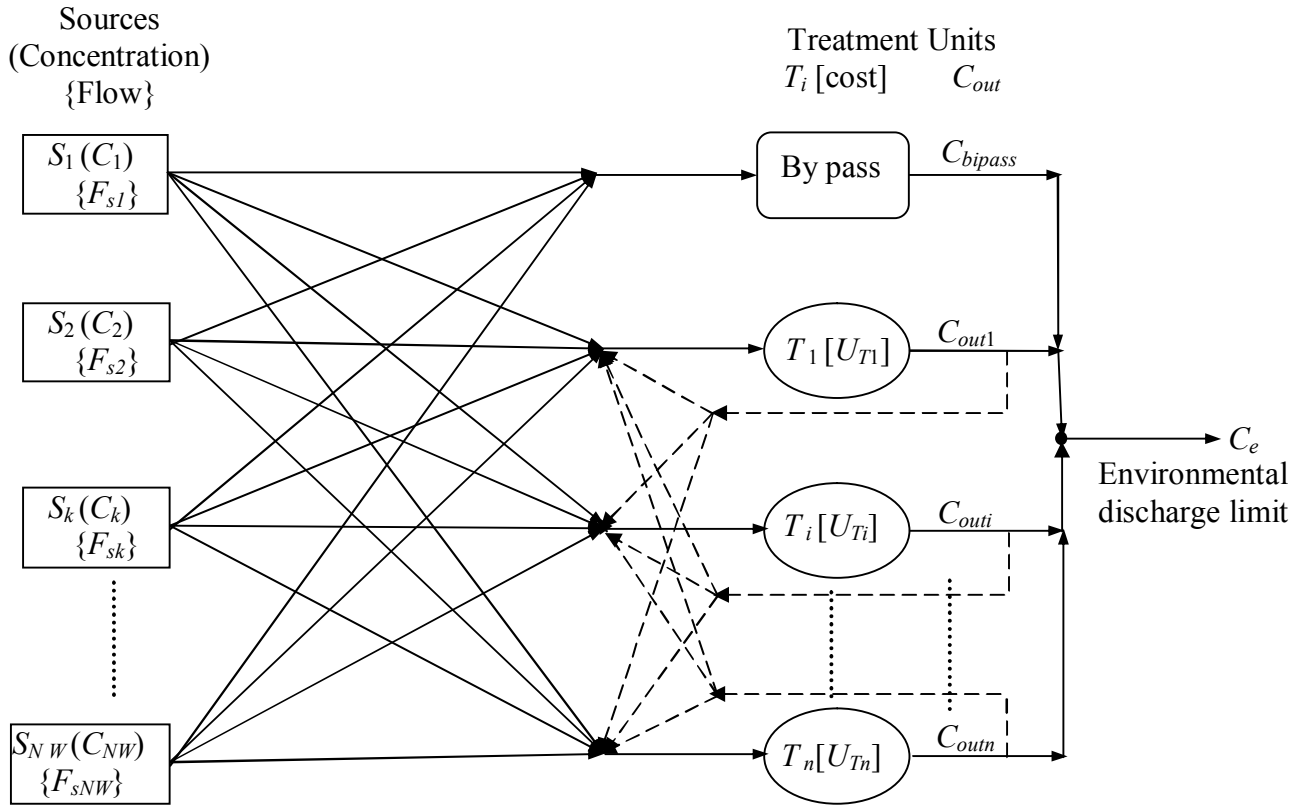 Sources
(Concentration)
{Flow}
Treatment Units
T_i [cost] C_out
S_1 (C_1)
{F_s1}
By pass
C_bipass
S_2 (C_2)
{F_s2}
T_1 [U_T1]
C_out1
C_e
Environmental
discharge limit
S_k (C_k)
{F_sk}
T_i [U_Ti]
C_outi
S_NW (C_NW)
{F_sNW}
T_n [U_Tn]
C_outn